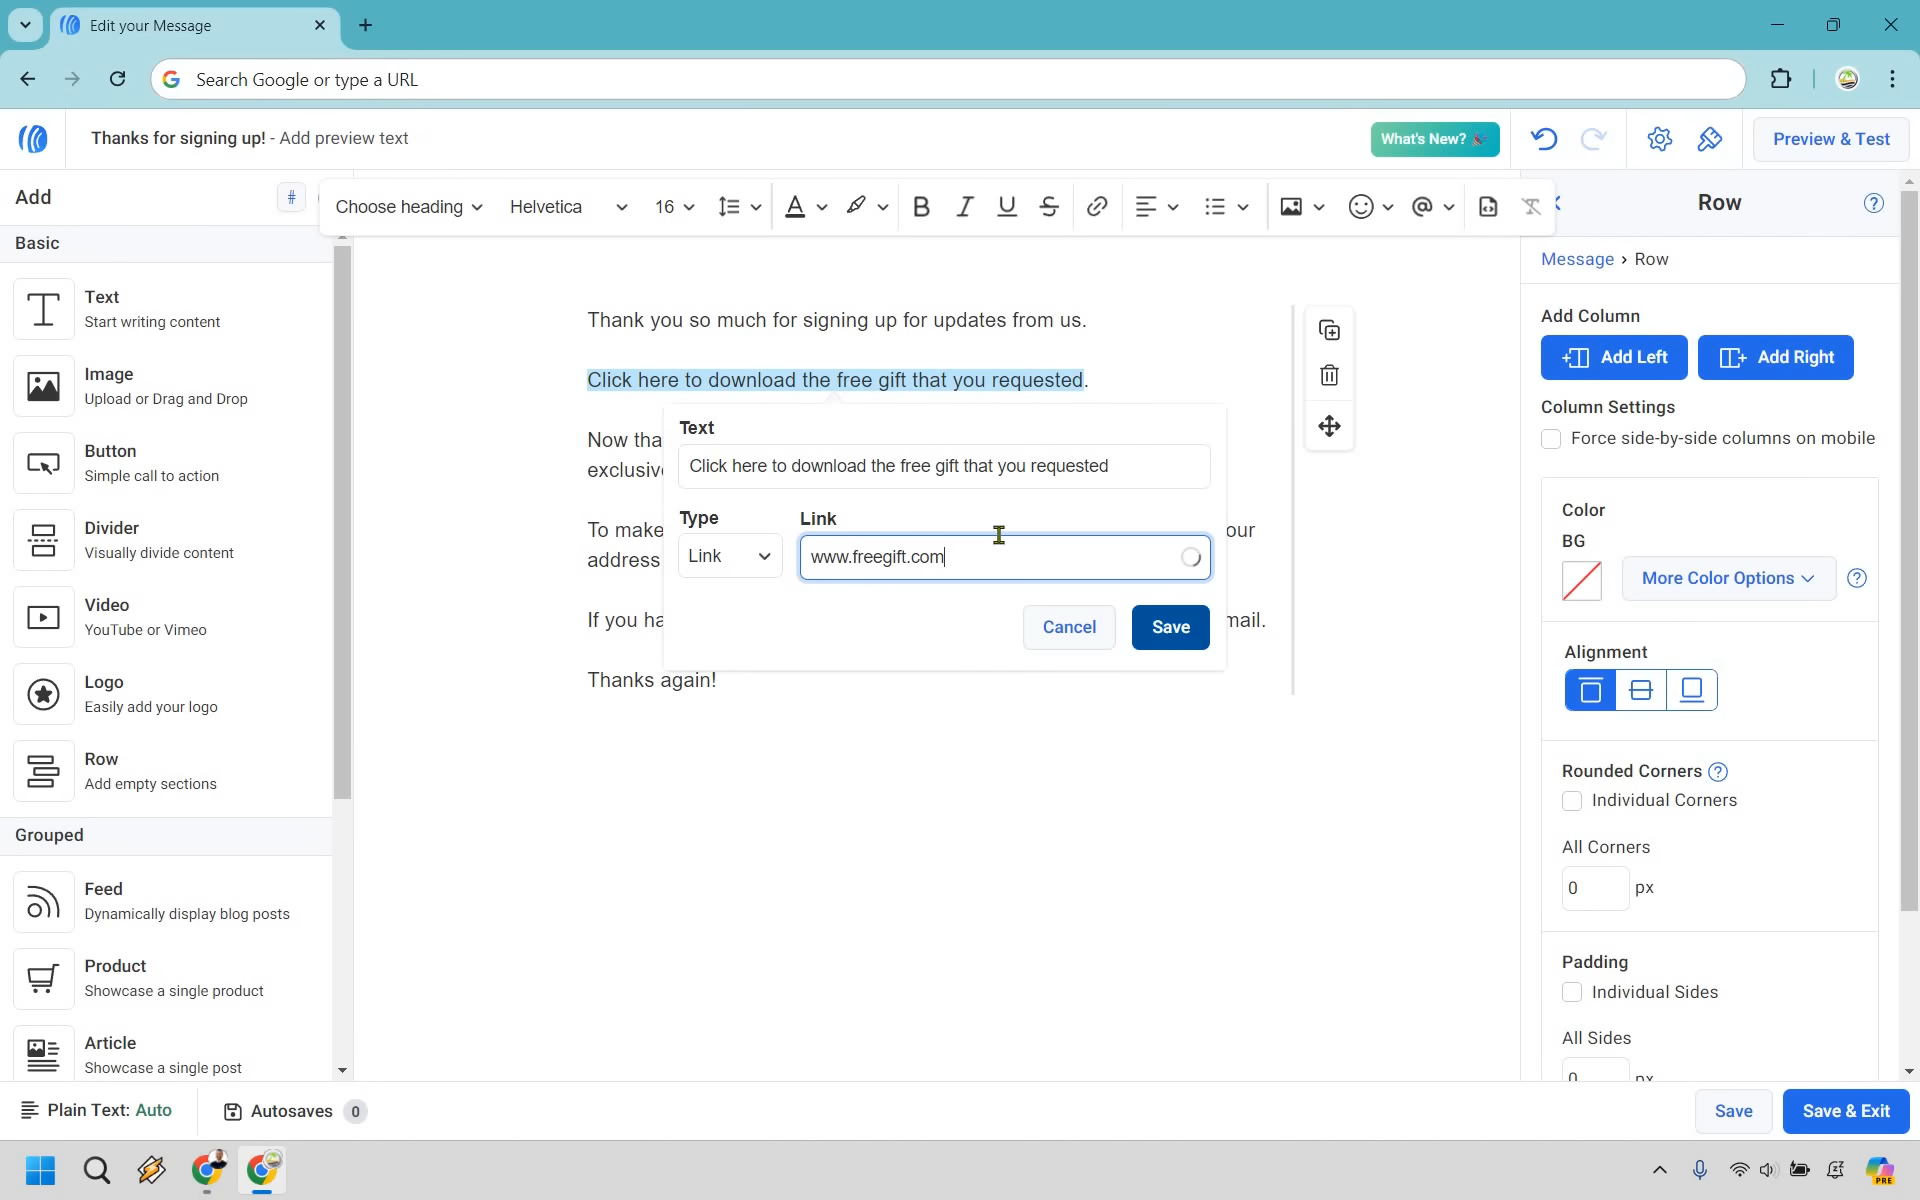 Edit your Message
Search Google or type a URL
Thanks for signing up! - Add preview text
What's New?
Preview & Test
Add
#
Choose heading
Helvetica
16
Row
Basic
Message › Row
Text
Start writing content
Image
Upload or Drag and Drop
Button
Simple call to action
Divider
Visually divide content
Video
YouTube or Vimeo
Logo
Easily add your logo
Row
Add empty sections
Grouped
Feed
Dynamically display blog posts
Product
Showcase a single product
Article
Showcase a single post
Thank you so much for signing up for updates from us.
Click here to download the free gift that you requested.
Now tha
exclusiv
To make
our
address
If you ha
mail.
Thanks again!
Text
Click here to download the free gift that you requested
Type
Link
Link
www.freegift.com
Cancel
Save
Add Column
Add Left
Add Right
Column Settings
Force side-by-side columns on mobile
Color
BG
More Color Options
Alignment
Rounded Corners
Individual Corners
All Corners
0
px
Padding
Individual Sides
All Sides
0
px
Plain Text: Auto
Autosaves 0
Save
Save & Exit
PRE